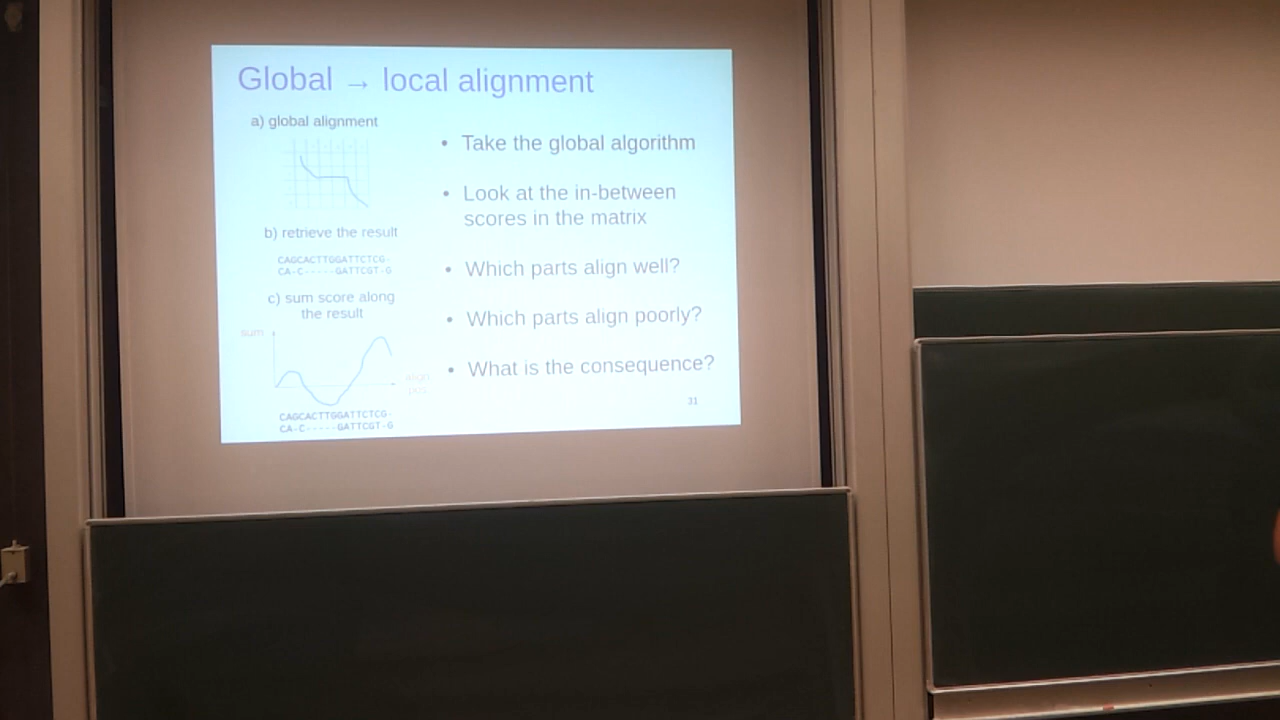 Global → local alignment
a) global alignment
b) retrieve the result
CAGCACTTGGATTCTCG-
CA-C-----GATTCGT-G
c) sum score along
the result
sum
align
pos
CAGCACTTGGATTCTCG-
CA-C-----GATTCGT-G
• Take the global algorithm
• Look at the in-between
scores in the matrix
• Which parts align well?
• Which parts align poorly?
• What is the consequence?
31